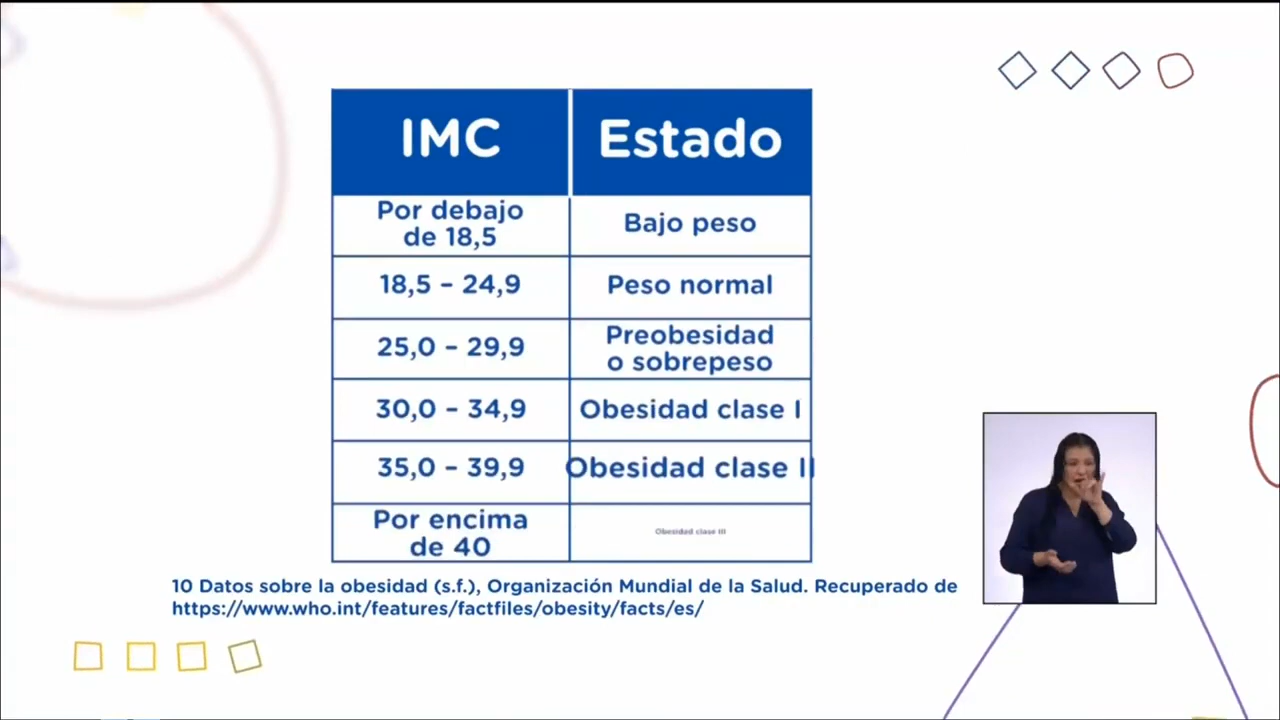 IMC
Estado
Por debajo
de 18,5
Bajo peso
18,5 – 24,9
Peso normal
25,0 – 29,9
Preobesidad
o sobrepeso
30,0 – 34,9
Obesidad clase I
35,0 – 39,9
Obesidad clase II
Por encima
de 40
Obesidad clase III
10 Datos sobre la obesidad (s.f.), Organización Mundial de la Salud. Recuperado de
https://www.who.int/features/factfiles/obesity/facts/es/